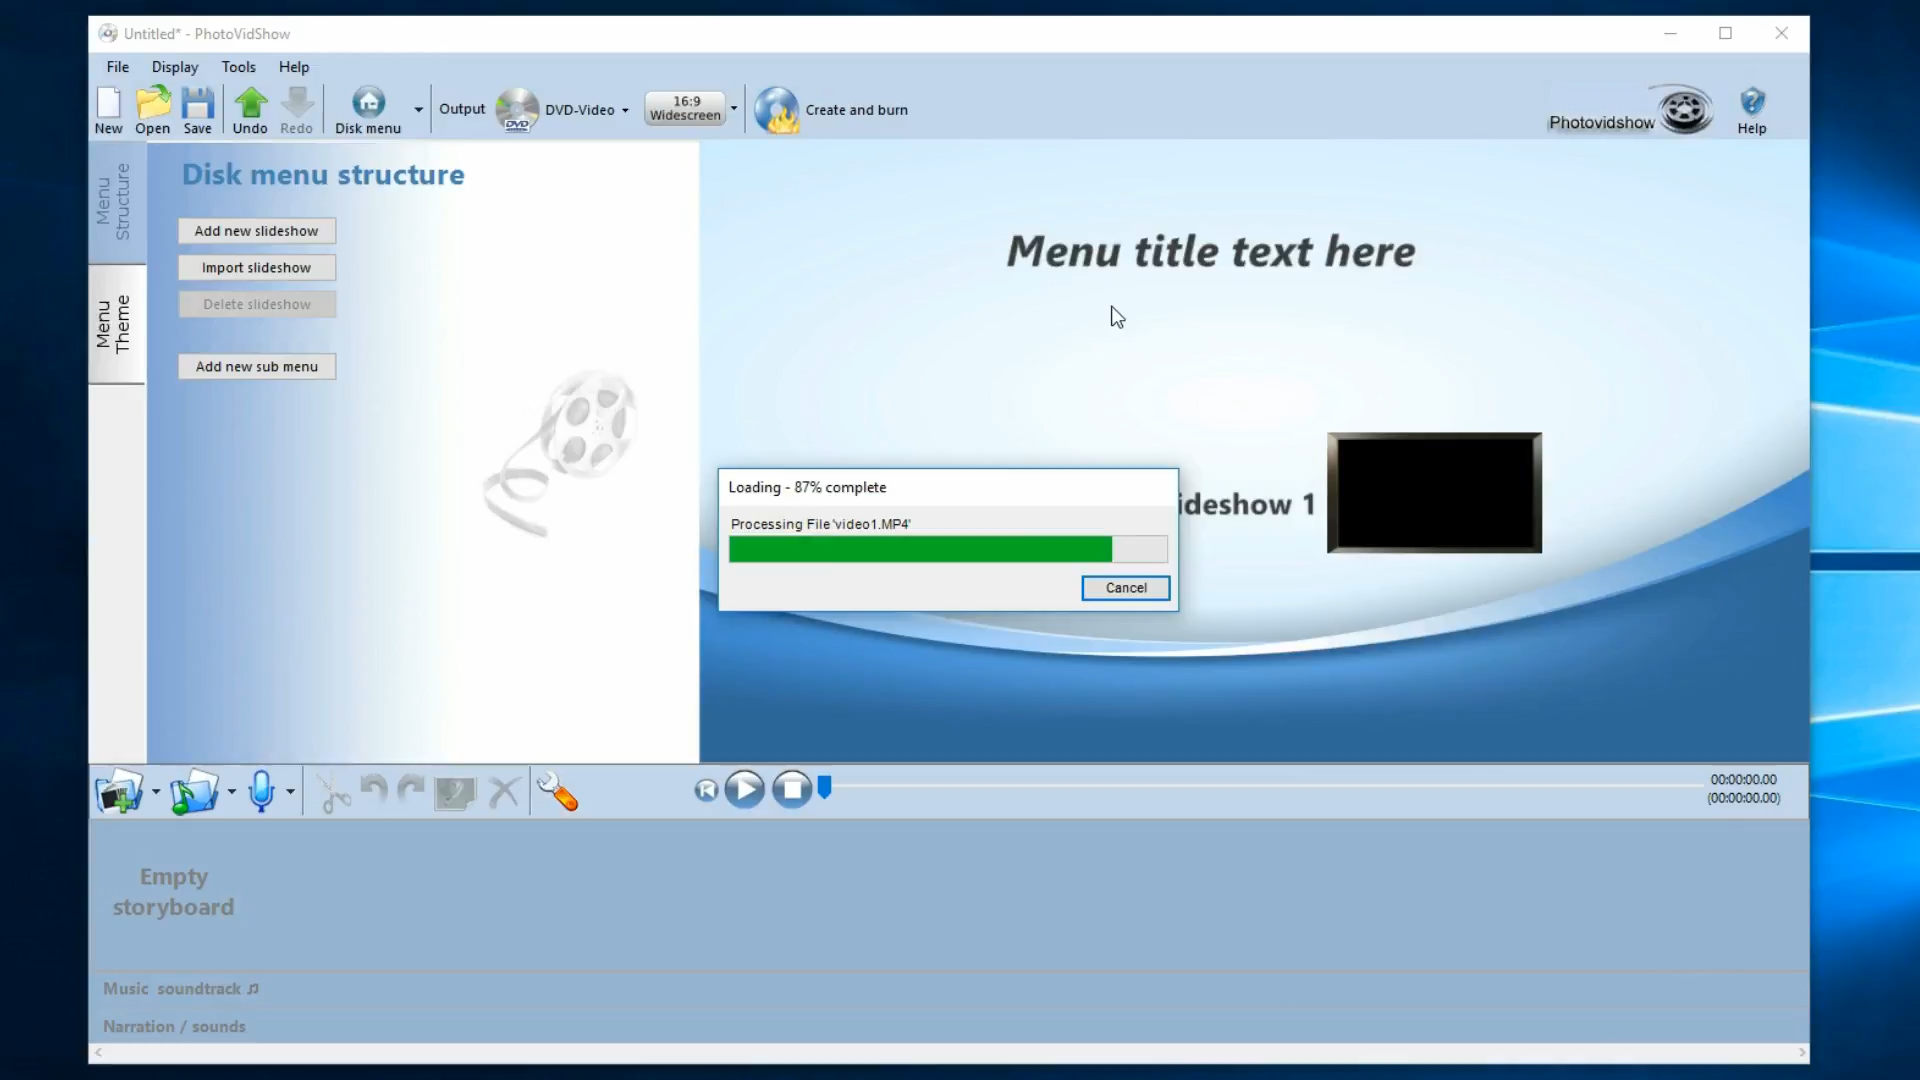 Untitled* - PhotoVidShow
File Display Tools Help
New Open Save Undo Redo Disk menu Output DVD-Video 16:9 Widescreen Create and burn Photovidshow Help
Menu Structure
Menu Theme
Disk menu structure
Add new slideshow
Import slideshow
Delete slideshow
Add new sub menu
Menu title text here
ideshow 1
Loading - 87% complete
Processing File 'video1.MP4'
Cancel
00:00:00.00
(00:00:00.00)
Empty
storyboard
Music soundtrack
Narration / sounds